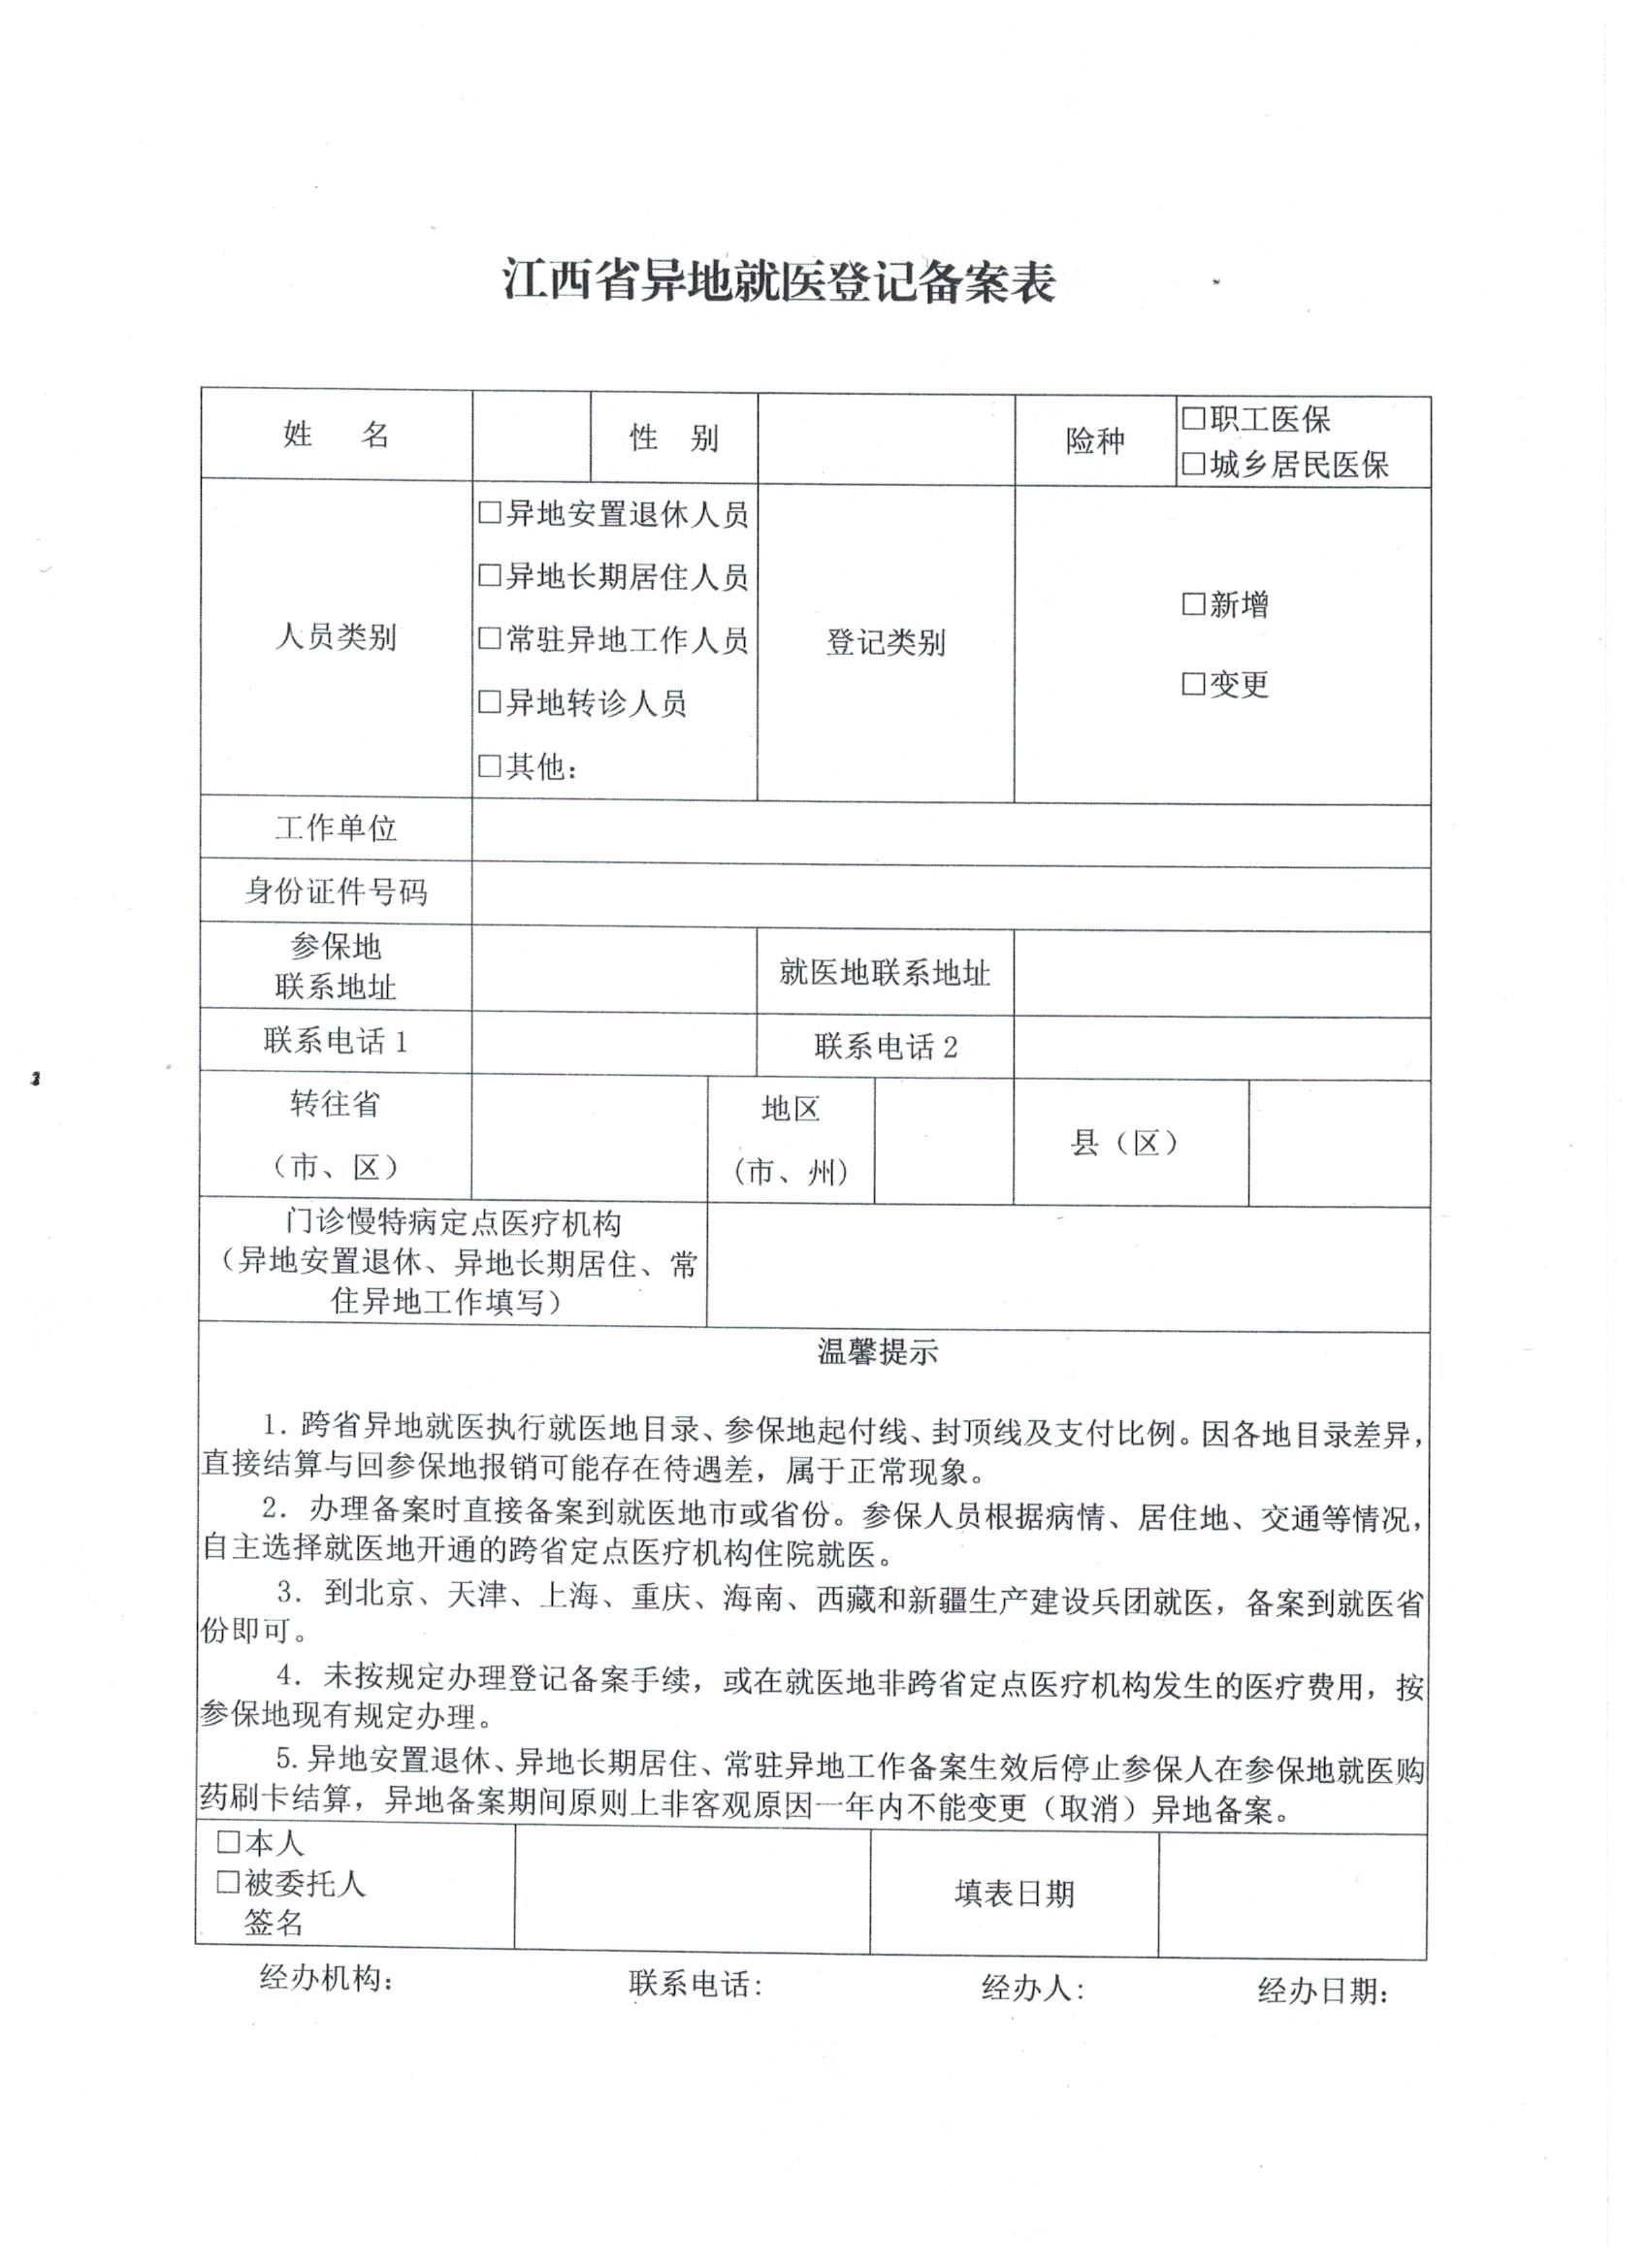 江西省异地就医登记备案表
姓 名
性 别
险种
□职工医保
□城乡居民医保
人员类别
□异地安置退休人员
□异地长期居住人员
□常驻异地工作人员
□异地转诊人员
□其他：
登记类别
□新增
□变更
工作单位
身份证件号码
参保地
联系地址
就医地联系地址
联系电话1
联系电话2
转往省
（市、区）
地区
(市、州)
县（区）
门诊慢特病定点医疗机构
（异地安置退休、异地长期居住、常
住异地工作填写）
温馨提示
1. 跨省异地就医执行就医地目录、参保地起付线、封顶线及支付比例。因各地目录差异，
直接结算与回参保地报销可能存在待遇差，属于正常现象。
2. 办理备案时直接备案到就医地市或省份。参保人员根据病情、居住地、交通等情况，
自主选择就医地开通的跨省定点医疗机构住院就医。
3. 到北京、天津、上海、重庆、海南、西藏和新疆生产建设兵团就医，备案到就医省
份即可。
4. 未按规定办理登记备案手续，或在就医地非跨省定点医疗机构发生的医疗费用，按
参保地现有规定办理。
5. 异地安置退休、异地长期居住、常驻异地工作备案生效后停止参保人在参保地就医购
药刷卡结算，异地备案期间原则上非客观原因一年内不能变更（取消）异地备案。
□本人
□被委托人
签名
填表日期
经办机构： 联系电话： 经办人： 经办日期：